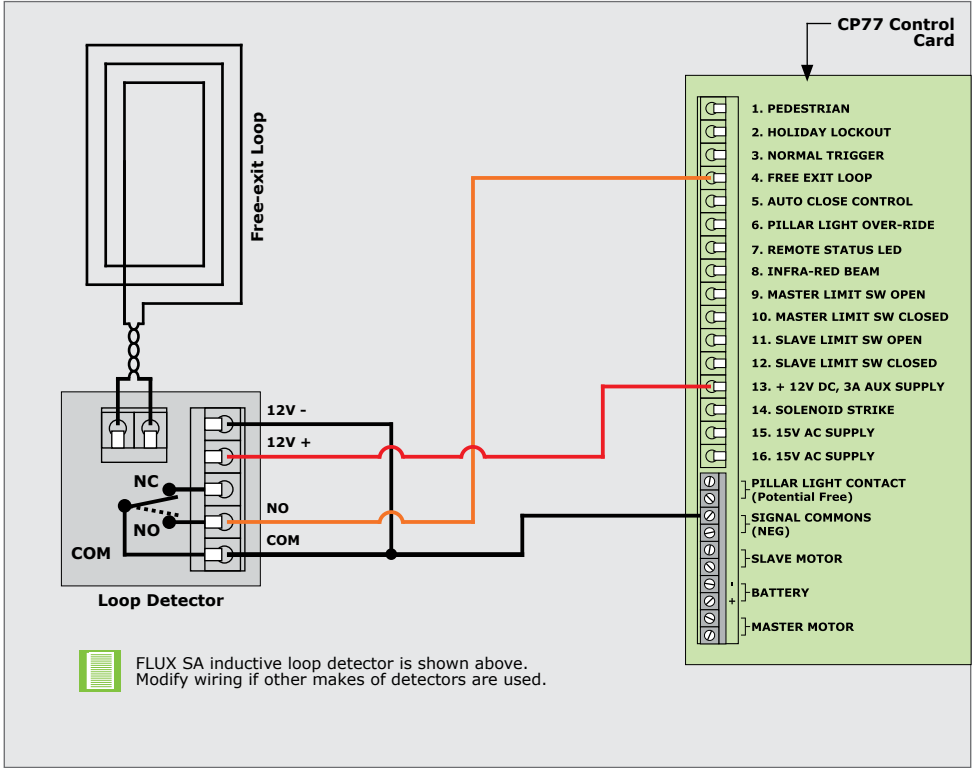 CP77 Control
Card
Free-exit Loop
1. PEDESTRIAN
2. HOLIDAY LOCKOUT
3. NORMAL TRIGGER
4. FREE EXIT LOOP
5. AUTO CLOSE CONTROL
6. PILLAR LIGHT OVER-RIDE
7. REMOTE STATUS LED
8. INFRA-RED BEAM
9. MASTER LIMIT SW OPEN
10. MASTER LIMIT SW CLOSED
11. SLAVE LIMIT SW OPEN
12. SLAVE LIMIT SW CLOSED
13. + 12V DC, 3A AUX SUPPLY
14. SOLENOID STRIKE
15. 15V AC SUPPLY
16. 15V AC SUPPLY
PILLAR LIGHT CONTACT
(Potential Free)
SIGNAL COMMONS
(NEG)
SLAVE MOTOR
-
BATTERY
+
MASTER MOTOR
12V -
12V +
NC
NO
NO
COM
COM
Loop Detector
FLUX SA inductive loop detector is shown above.
Modify wiring if other makes of detectors are used.